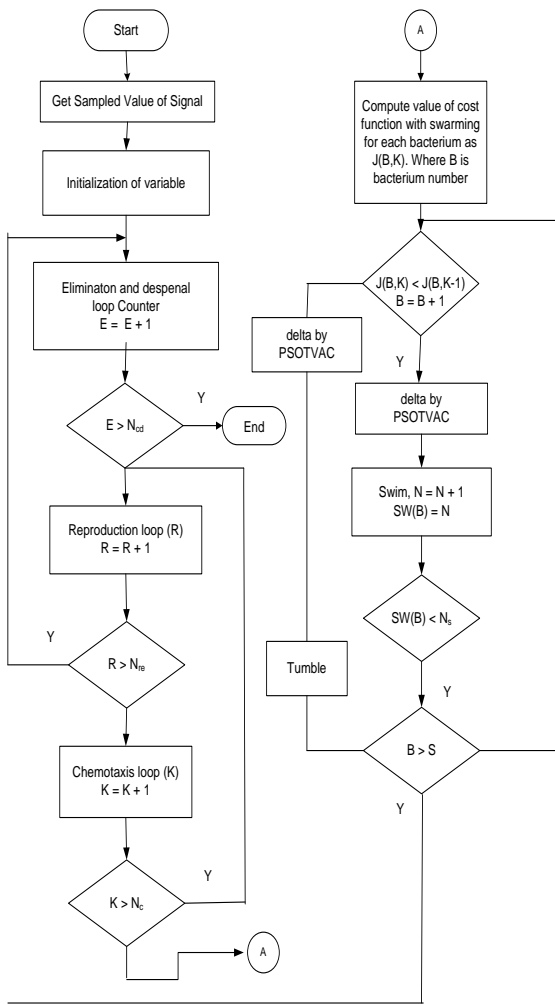 Start
Get Sampled Value of Signal
Initialization of variable
Eliminaton and despenal
loop Counter
E = E + 1
E > Ncd
Y
End
Reproduction loop (R)
R = R + 1
Y
R > Nre
Chemotaxis loop (K)
K = K + 1
Y
K > Nc
A
A
Compute value of cost
function with swarming
for each bacterium as
J(B,K). Where B is
bacterium number
J(B,K) < J(B,K-1)
B = B + 1
delta by
PSOTVAC
Y
delta by
PSOTVAC
Swim, N = N + 1
SW(B) = N
SW(B) < Ns
Tumble
Y
B > S
Y